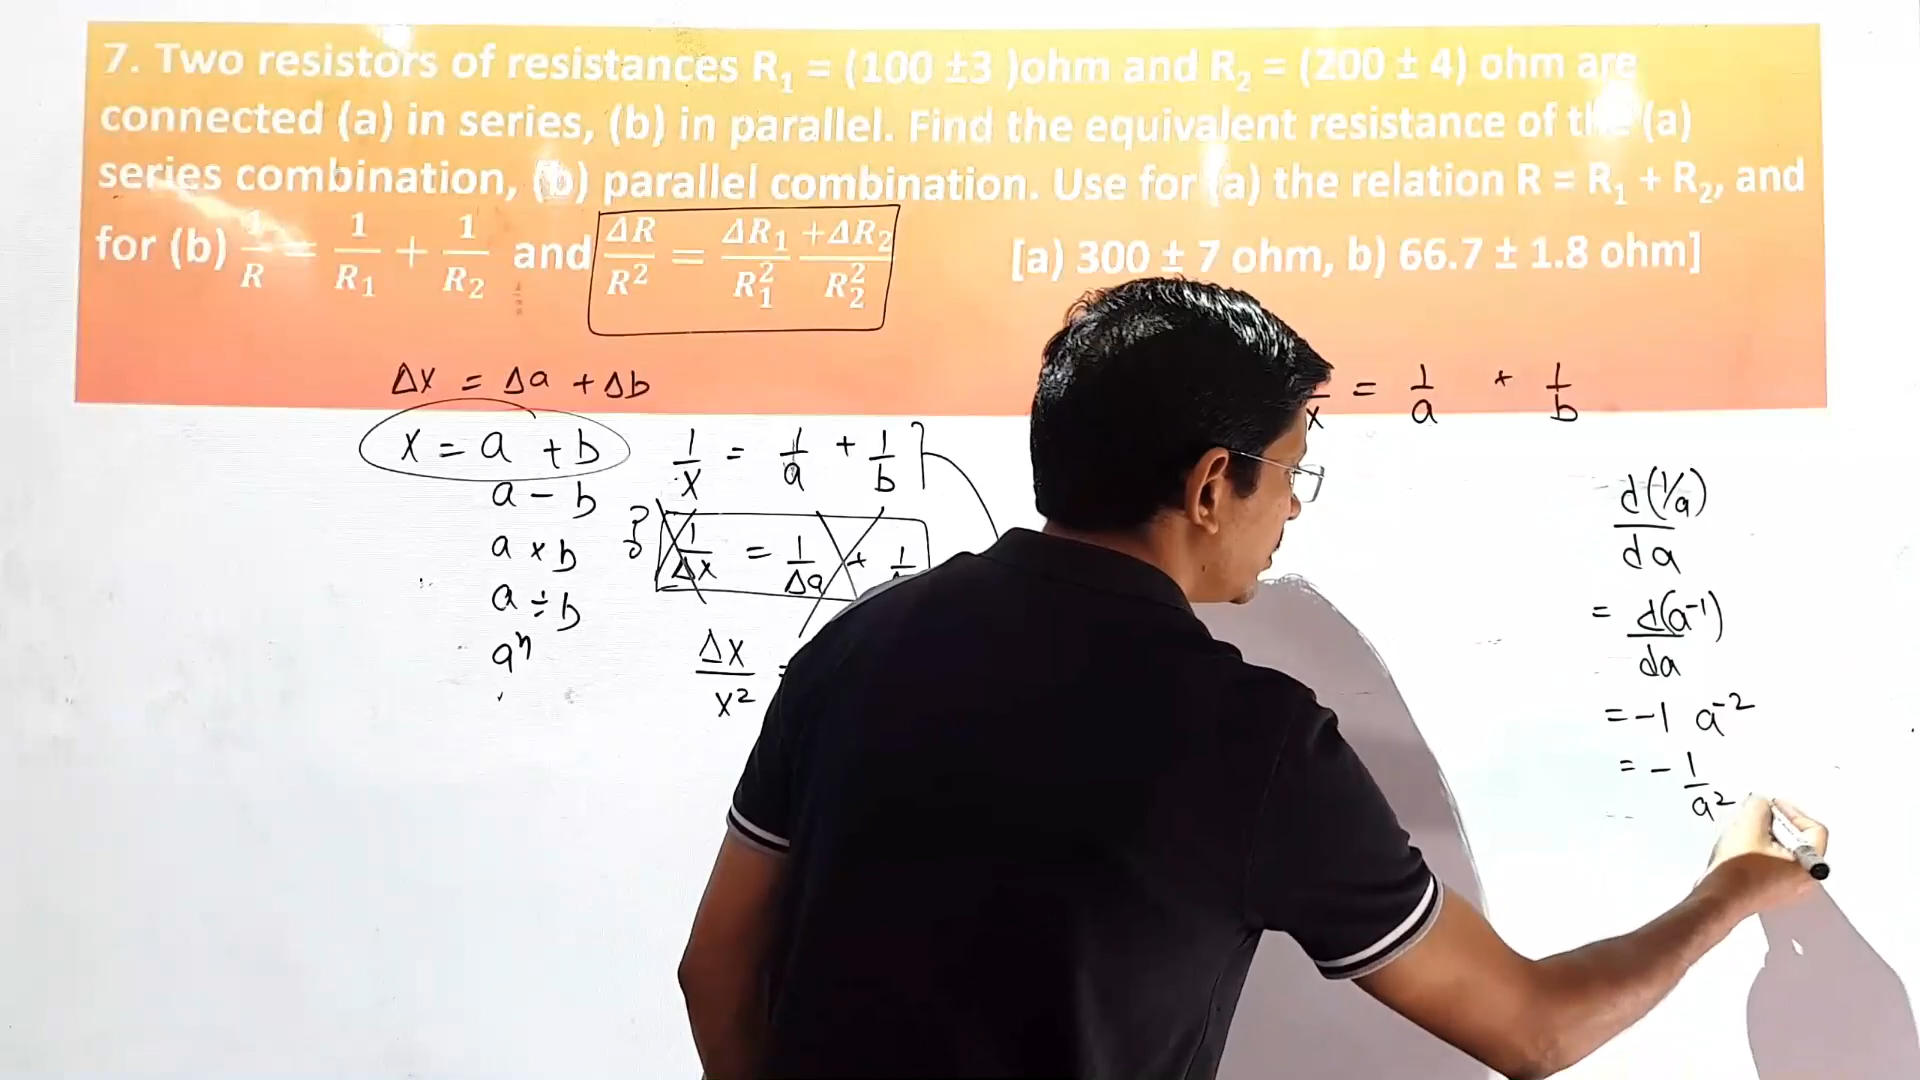 7. Two resistors of resistances R₁ = (100 ±3 )ohm and R₂ = (200 ± 4) ohm are
connected (a) in series, (b) in parallel. Find the equivalent resistance of the (a)
series combination, (b) parallel combination. Use for (a) the relation R = R₁ + R₂, and
for (b) 1/R = 1/R₁ + 1/R₂ and ΔR/R² = ΔR₁/R₁² +ΔR₂/R₂² [a) 300 ± 7 ohm, b) 66.7 ± 1.8 ohm]
Δx = Δa + Δb
x = a + b
a − b
a × b
a ÷ b
aⁿ
1/x = 1/a + 1/b
1/Δx = 1/Δa + 1/
Δx/x² =
/x = 1/a + 1/b
d(1/a)/da
= d(a⁻¹)/da
= −1 a⁻²
= − 1/a²